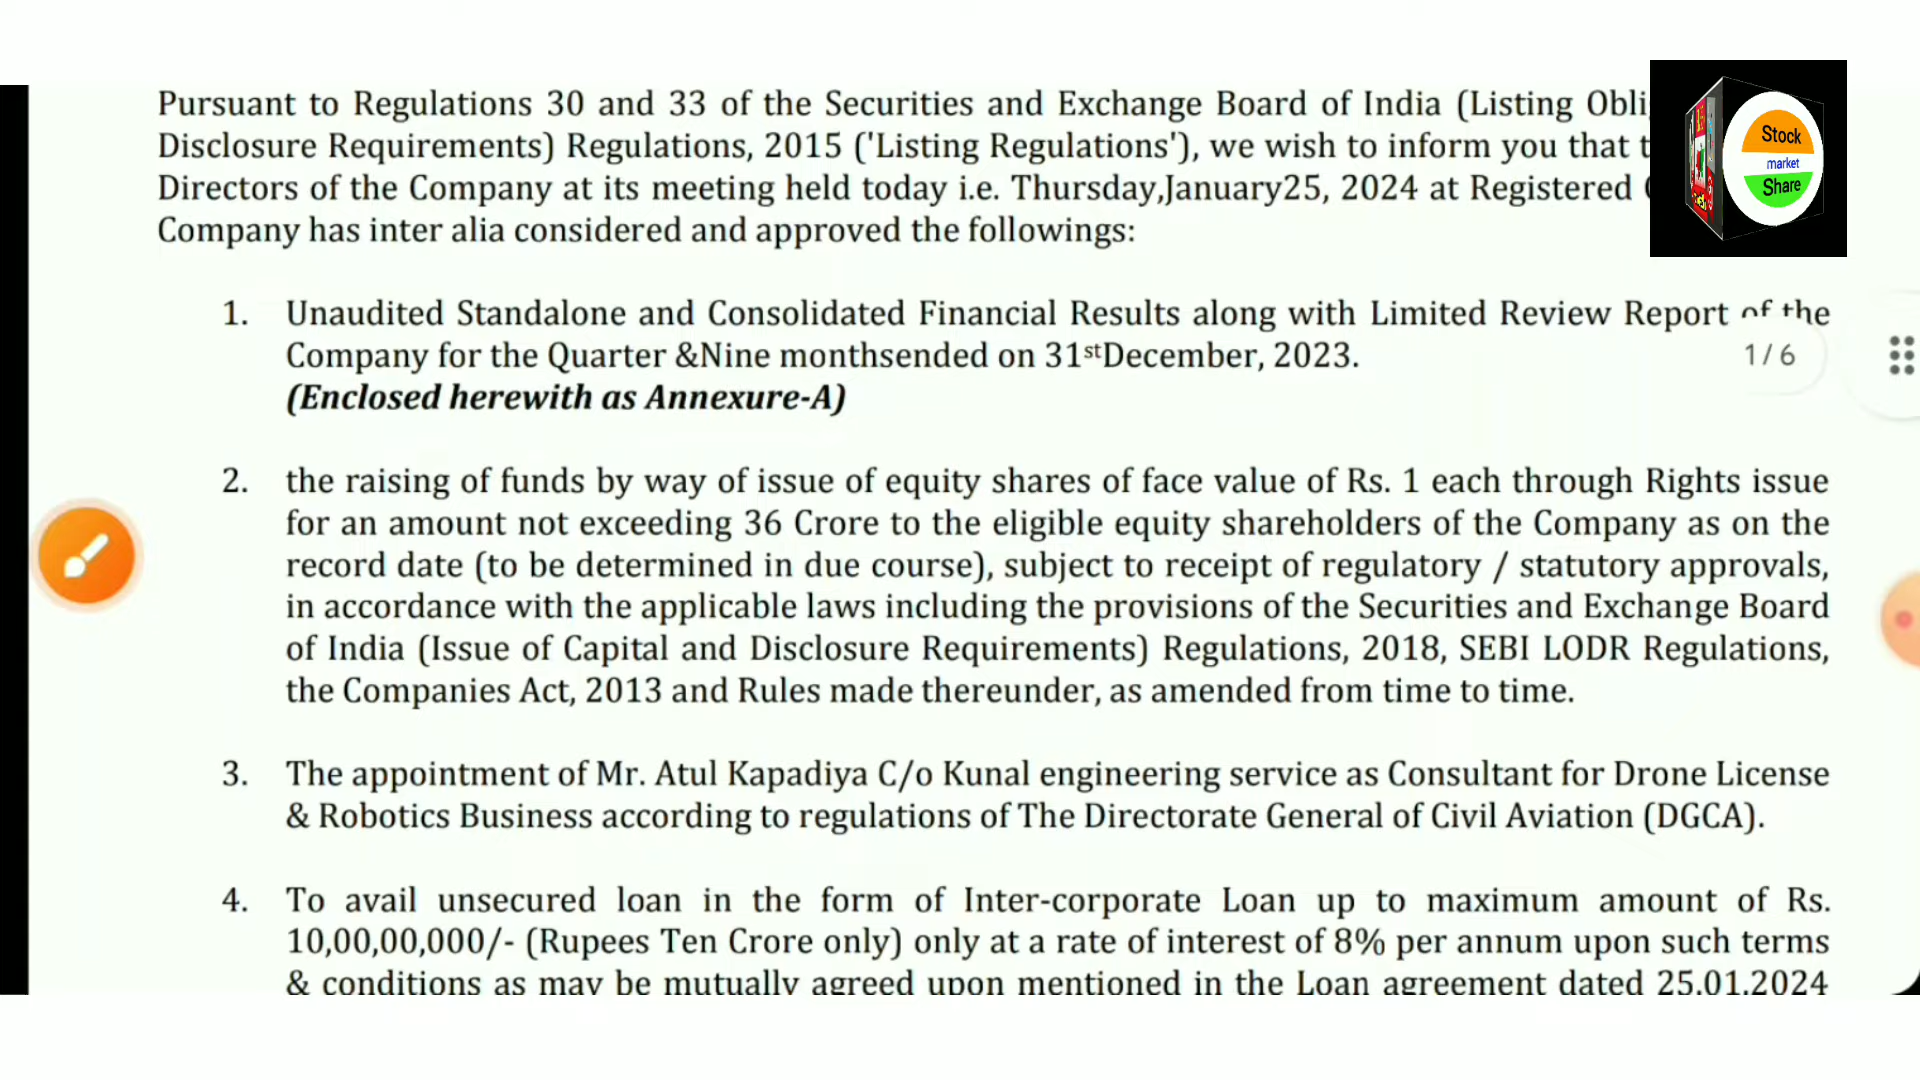 Pursuant to Regulations 30 and 33 of the Securities and Exchange Board of India (Listing
Disclosure Requirements) Regulations, 2015 ('Listing Regulations'), we wish to inform you that
Directors of the Company at its meeting held today i.e. Thursday,January25, 2024 at Registered
Company has inter alia considered and approved the followings:
Stock
market
Share
1. Unaudited Standalone and Consolidated Financial Results along with Limited Review Report of the
Company for the Quarter &Nine monthsended on 31stDecember, 2023.
1 / 6
(Enclosed herewith as Annexure-A)
2. the raising of funds by way of issue of equity shares of face value of Rs. 1 each through Rights issue
for an amount not exceeding 36 Crore to the eligible equity shareholders of the Company as on the
record date (to be determined in due course), subject to receipt of regulatory / statutory approvals,
in accordance with the applicable laws including the provisions of the Securities and Exchange Board
of India (Issue of Capital and Disclosure Requirements) Regulations, 2018, SEBI LODR Regulations,
the Companies Act, 2013 and Rules made thereunder, as amended from time to time.
3. The appointment of Mr. Atul Kapadiya C/o Kunal engineering service as Consultant for Drone License
& Robotics Business according to regulations of The Directorate General of Civil Aviation (DGCA).
4. To avail unsecured loan in the form of Inter-corporate Loan up to maximum amount of Rs.
10,00,00,000/- (Rupees Ten Crore only) only at a rate of interest of 8% per annum upon such terms
& conditions as may be mutually agreed upon mentioned in the Loan agreement dated 25.01.2024